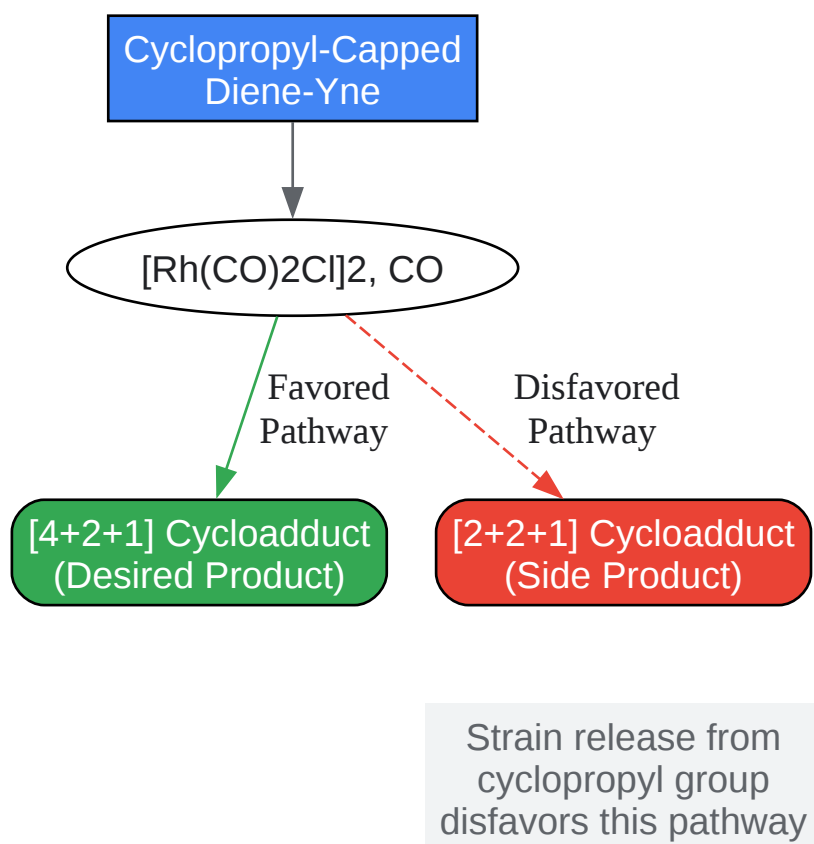 Cyclopropyl-Capped
Diene-Yne
[Rh(CO)2Cl]2, CO
Favored
Pathway
Disfavored
Pathway
[4+2+1] Cycloadduct
(Desired Product)
[2+2+1] Cycloadduct
(Side Product)
Strain release from
cyclopropyl group
disfavors this pathway